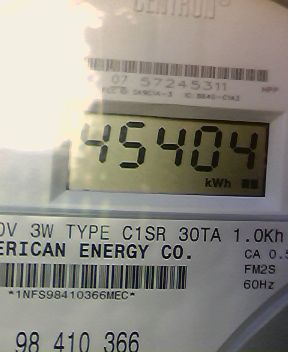 CENTRON
07 57245311
45404
kWh
0V 3W TYPE C1SR 30TA 1.0Kh
ERICAN ENERGY CO.
CA 0.5
FM2S
*1NFS98410366MEC*
60Hz
98 410 366